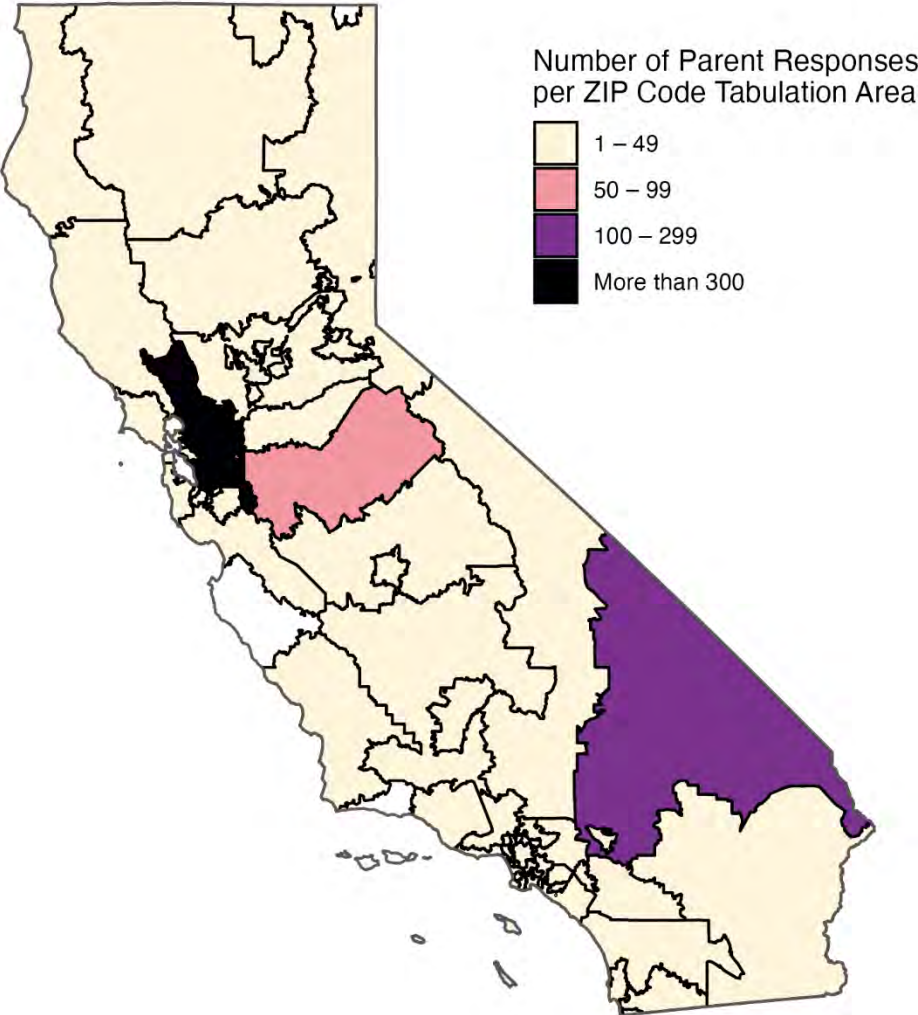 Number of Parent Responses
per ZIP Code Tabulation Area
1 – 49
50 – 99
100 – 299
More than 300